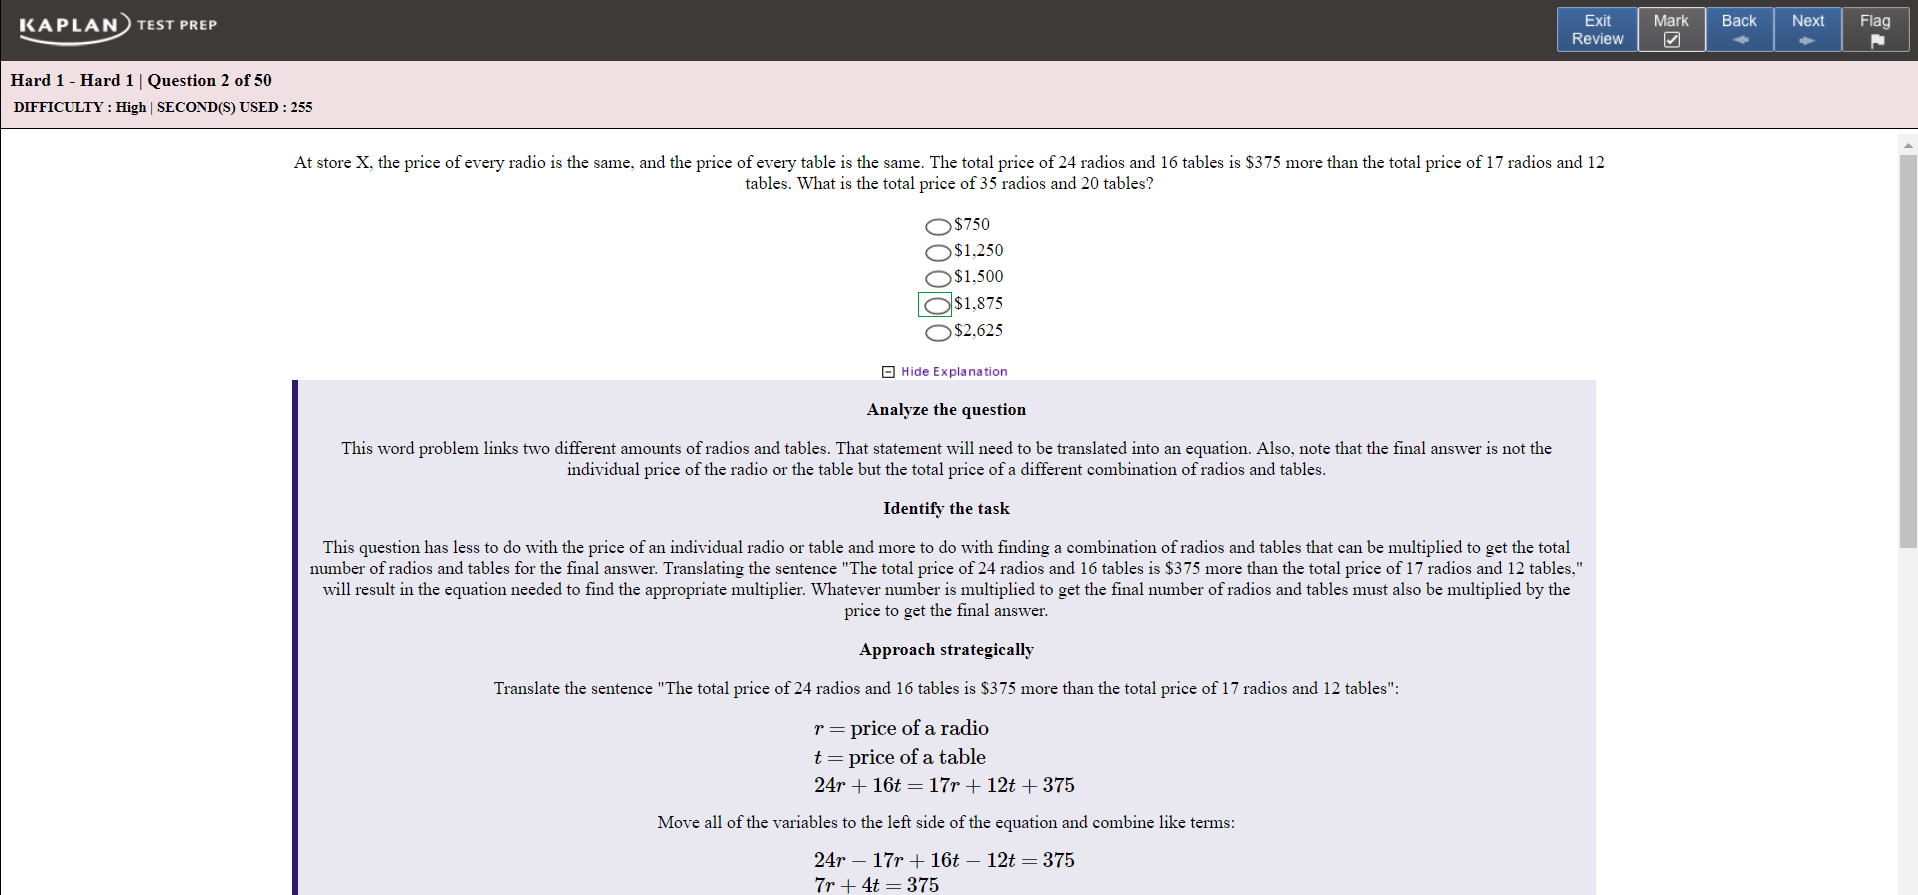 KAPLAN TEST PREP
Exit Review
Mark
Back
Next
Flag
Hard 1 - Hard 1 | Question 2 of 50
DIFFICULTY : High | SECOND(S) USED : 255
At store X, the price of every radio is the same, and the price of every table is the same. The total price of 24 radios and 16 tables is $375 more than the total price of 17 radios and 12
tables. What is the total price of 35 radios and 20 tables?
$750
$1,250
$1,500
$1,875
$2,625
Hide Explanation
Analyze the question
This word problem links two different amounts of radios and tables. That statement will need to be translated into an equation. Also, note that the final answer is not the
individual price of the radio or the table but the total price of a different combination of radios and tables.
Identify the task
This question has less to do with the price of an individual radio or table and more to do with finding a combination of radios and tables that can be multiplied to get the total
number of radios and tables for the final answer. Translating the sentence "The total price of 24 radios and 16 tables is $375 more than the total price of 17 radios and 12 tables,"
will result in the equation needed to find the appropriate multiplier. Whatever number is multiplied to get the final number of radios and tables must also be multiplied by the
price to get the final answer.
Approach strategically
Translate the sentence "The total price of 24 radios and 16 tables is $375 more than the total price of 17 radios and 12 tables":
r = price of a radio
t = price of a table
24r + 16t = 17r + 12t + 375
Move all of the variables to the left side of the equation and combine like terms:
24r − 17r + 16t − 12t = 375
7r + 4t = 375